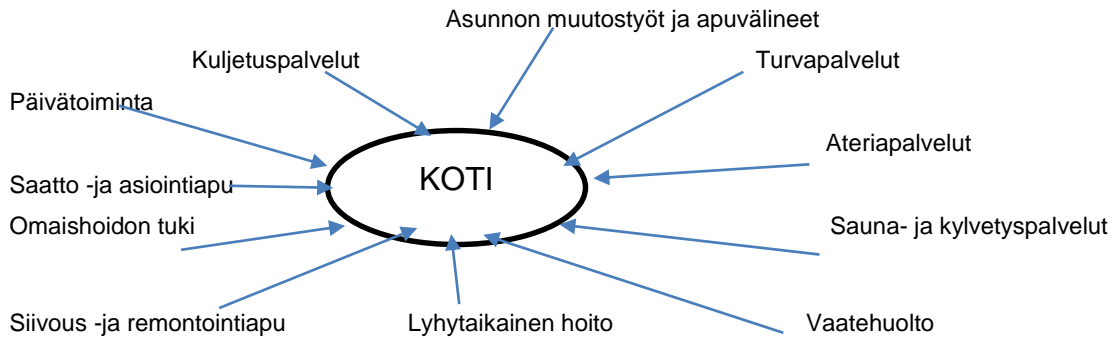 Asunnon muutostyöt ja apuvälineet
Kuljetuspalvelut
Turvapalvelut
Päivätoiminta
Ateriapalvelut
KOTI
Saatto -ja asiointiapu
Omaishoidon tuki
Sauna- ja kylvetyspalvelut
Siivous -ja remontointiapu
Lyhytaikainen hoito
Vaatehuolto